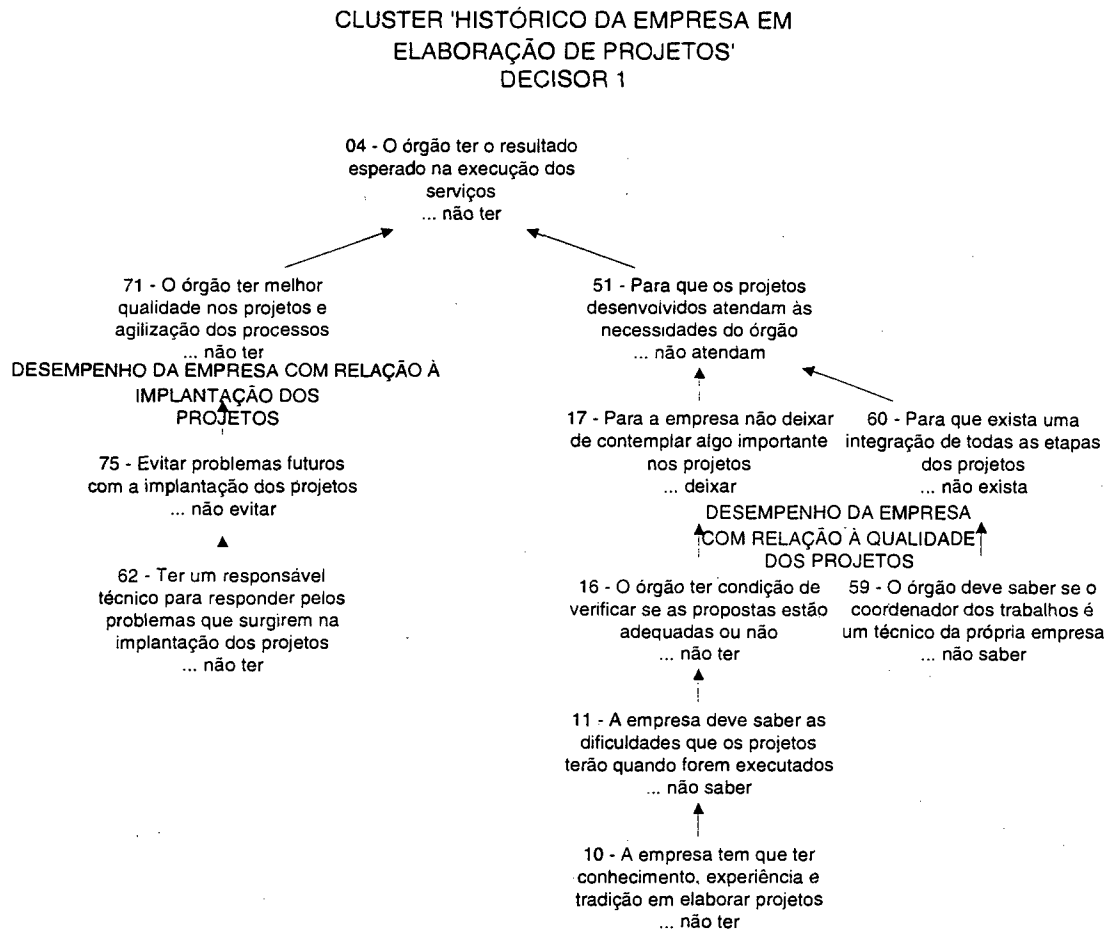 CLUSTER 'HISTÓRICO DA EMPRESA EM
ELABORAÇÃO DE PROJETOS'
DECISOR 1
04 - O órgão ter o resultado
esperado na execução dos
serviços
... não ter
71 - O órgão ter melhor
qualidade nos projetos e
agilização dos processos
... não ter
DESEMPENHO DA EMPRESA COM RELAÇÃO À
IMPLANTAÇÃO DOS
PROJETOS
75 - Evitar problemas futuros
com a implantação dos projetos
... não evitar
62 - Ter um responsável
técnico para responder pelos
problemas que surgirem na
implantação dos projetos
... não ter
51 - Para que os projetos
desenvolvidos atendam às
necessidades do órgão
... não atendam
17 - Para a empresa não deixar
de contemplar algo importante
nos projetos
... deixar
60 - Para que exista uma
integração de todas as etapas
dos projetos
... não exista
DESEMPENHO DA EMPRESA
COM RELAÇÃO À QUALIDADE
DOS PROJETOS
16 - O órgão ter condição de
verificar se as propostas estão
adequadas ou não
... não ter
59 - O órgão deve saber se o
coordenador dos trabalhos é
um técnico da própria empresa
... não saber
11 - A empresa deve saber as
dificuldades que os projetos
terão quando forem executados
... não saber
10 - A empresa tem que ter
conhecimento, experiência e
tradição em elaborar projetos
... não ter